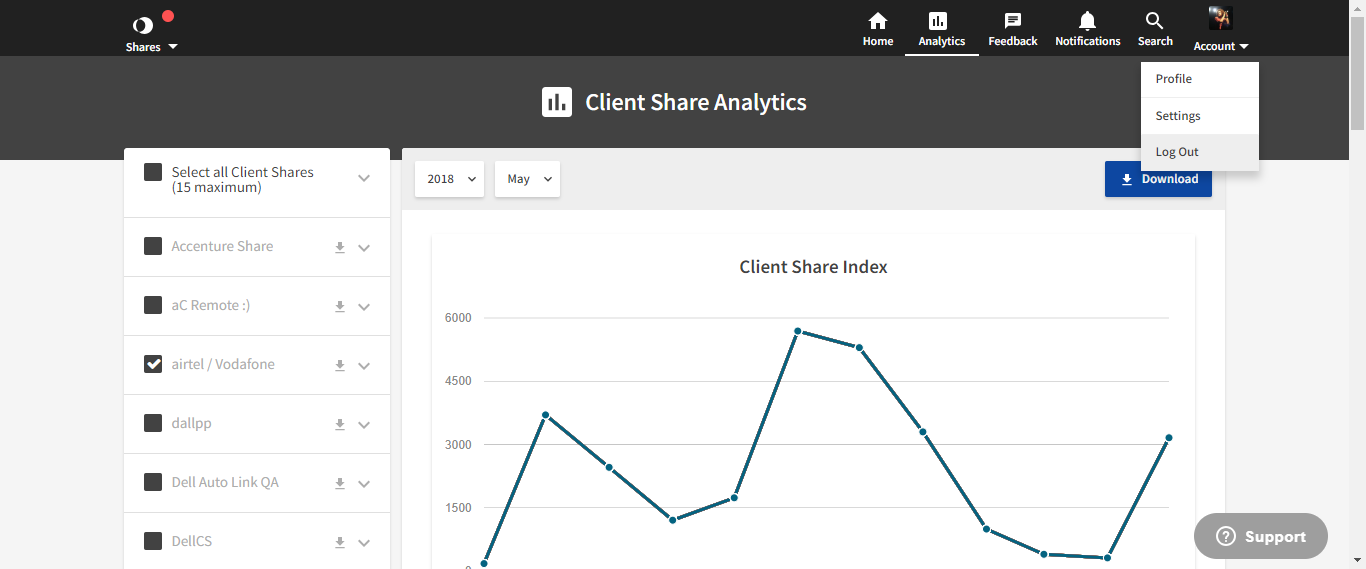 Shares
Home
Analytics
Feedback
Notifications
Search
Account
Profile
Settings
Log Out
Client Share Analytics
Select all Client Shares
(15 maximum)
Accenture Share
aC Remote :)
airtel / Vodafone
dallpp
Dell Auto Link QA
DellCS
2018
May
Download
Client Share Index
6000
4500
3000
1500
0
Support